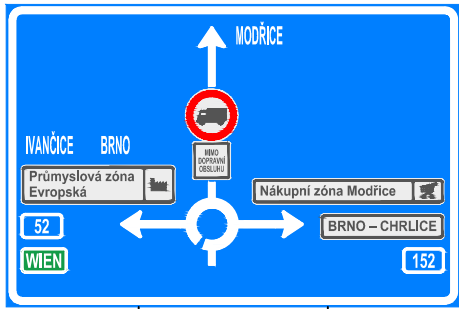 MODŘICE
MIMO
DOPRAVNÍ
OBSLUHU
IVANČICE BRNO
Průmyslová zóna
Evropská
Nákupní zóna Modřice
52
BRNO – CHRLICE
WIEN
152